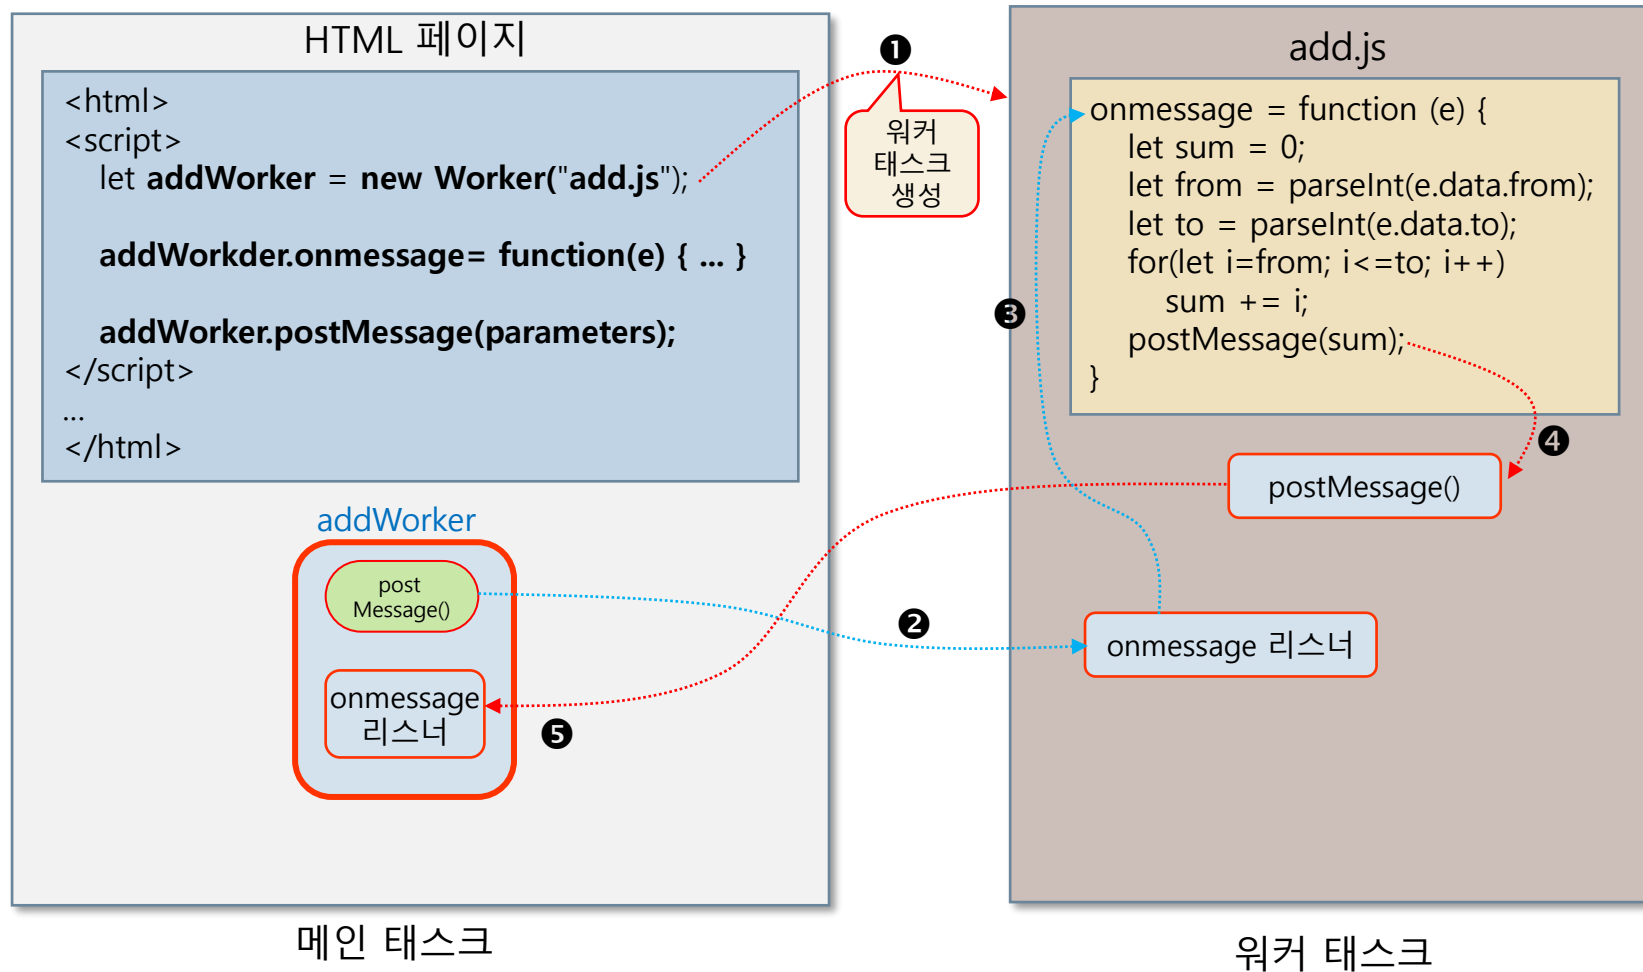 HTML 페이지
<html>
<script>
let addWorker = new Worker("add.js");
addWorkder.onmessage= function(e) { ... }
addWorker.postMessage(parameters);
</script>
...
</html>
addWorker
post
Message()
onmessage
리스너
메인 태스크
❶
워커
태스크
생성
❷
❸
❹
❺
add.js
onmessage = function (e) {
let sum = 0;
let from = parseInt(e.data.from);
let to = parseInt(e.data.to);
for(let i=from; i<=to; i++)
sum += i;
postMessage(sum);
}
postMessage()
onmessage 리스너
워커 태스크